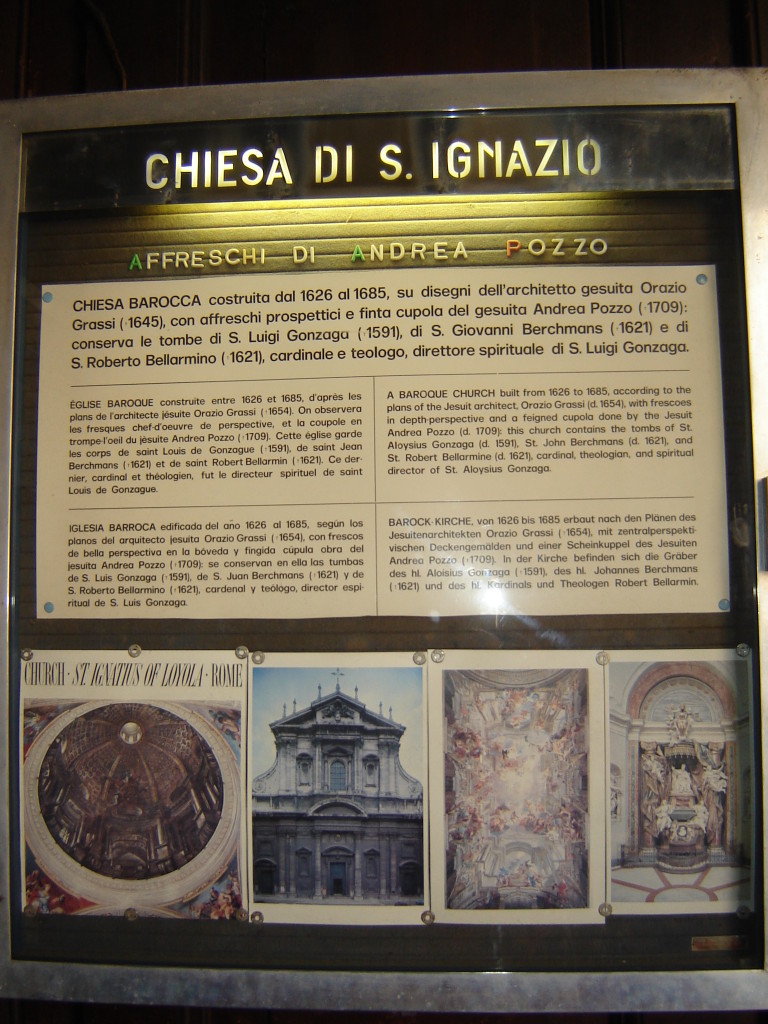 CHIESA DI S. IGNAZIO
AFFRESCHI DI ANDREA POZZO
CHIESA BAROCCA costruita dal 1626 al 1685, su disegni dell'architetto gesuita Orazio
Grassi (†1645), con affreschi prospettici e finta cupola del gesuita Andrea Pozzo (†1709):
conserva le tombe di S. Luigi Gonzaga (†1591), di S. Giovanni Berchmans (†1621) e di
S. Roberto Bellarmino (†1621), cardinale e teologo, direttore spirituale di S. Luigi Gonzaga.
ÉGLISE BAROQUE construite entre 1626 et 1685, d'après les
plans de l'architecte jésuite Orazio Grassi (†1654). On observera
les fresques chef-d'oeuvre de perspective, et la coupole en
trompe-l'oeil du jésuite Andrea Pozzo (†1709). Cette église garde
les corps de saint Louis de Gonzague (†1591), de saint Jean
Berchmans (†1621) et de saint Robert Bellarmin (†1621). Ce der-
nier, cardinal et théologien, fut le directeur spirituel de saint
Louis de Gonzague.
A BAROQUE CHURCH built from 1626 to 1685, according to the
plans of the Jesuit architect, Orazio Grassi (d. 1654), with frescoes
in depth-perspective and a feigned cupola done by the Jesuit
Andrea Pozzo (d. 1709): this church contains the tombs of St.
Aloysius Gonzaga (d. 1591), St. John Berchmans (d. 1621), and
St. Robert Bellarmine (d. 1621), cardinal, theologian, and spiritual
director of St. Aloysius Gonzaga.
IGLESIA BARROCA edificada del año 1626 al 1685, según los
planos del arquitecto jesuita Orazio Grassi (†1654), con frescos
de bella perspectiva en la bóveda y fingida cúpula obra del
jesuita Andrea Pozzo (†1709): se conservan en ella las tumbas
de S. Luis Gonzaga (†1591), de S. Juan Berchmans (†1621) y de
S. Roberto Bellarmino (†1621), cardenal y teólogo, director espi-
ritual de S. Luis Gonzaga.
BAROCK-KIRCHE, von 1626 bis 1685 erbaut nach den Plänen des
Jesuitenarchitekten Orazio Grassi (†1654), mit zentralperspekti-
vischen Deckengemälden und einer Scheinkuppel des Jesuiten
Andrea Pozzo (†1709). In der Kirche befinden sich die Gräber
des hl. Aloisius Gonzaga (†1591), des hl. Johannes Berchmans
(†1621) und des hl. Kardinals und Theologen Robert Bellarmin.
CHURCH · ST IGNATIUS OF LOYOLA · ROME